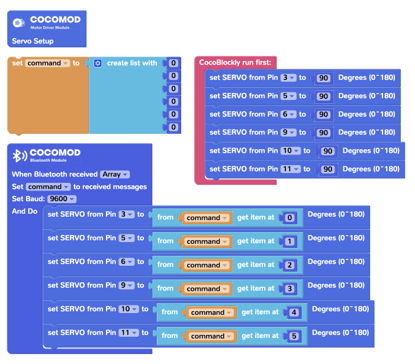 COCOMOD
Motor Driver Module
Servo Setup
set command to create list with 0
0
0
0
0
0
CocoBlockly run first:
set SERVO from Pin 3 to 90 Degrees (0~180)
set SERVO from Pin 5 to 90 Degrees (0~180)
set SERVO from Pin 6 to 90 Degrees (0~180)
set SERVO from Pin 9 to 90 Degrees (0~180)
set SERVO from Pin 10 to 90 Degrees (0~180)
set SERVO from Pin 11 to 90 Degrees (0~180)
COCOMOD
Bluetooth Module
When Bluetooth received Array
Set command to received messages
Set Baud: 9600
And Do set SERVO from Pin 3 to from command get item at 0 Degrees (0~180)
set SERVO from Pin 5 to from command get item at 1 Degrees (0~180)
set SERVO from Pin 6 to from command get item at 2 Degrees (0~180)
set SERVO from Pin 9 to from command get item at 3 Degrees (0~180)
set SERVO from Pin 10 to from command get item at 4 Degrees (0~180)
set SERVO from Pin 11 to from command get item at 5 Degrees (0~180)